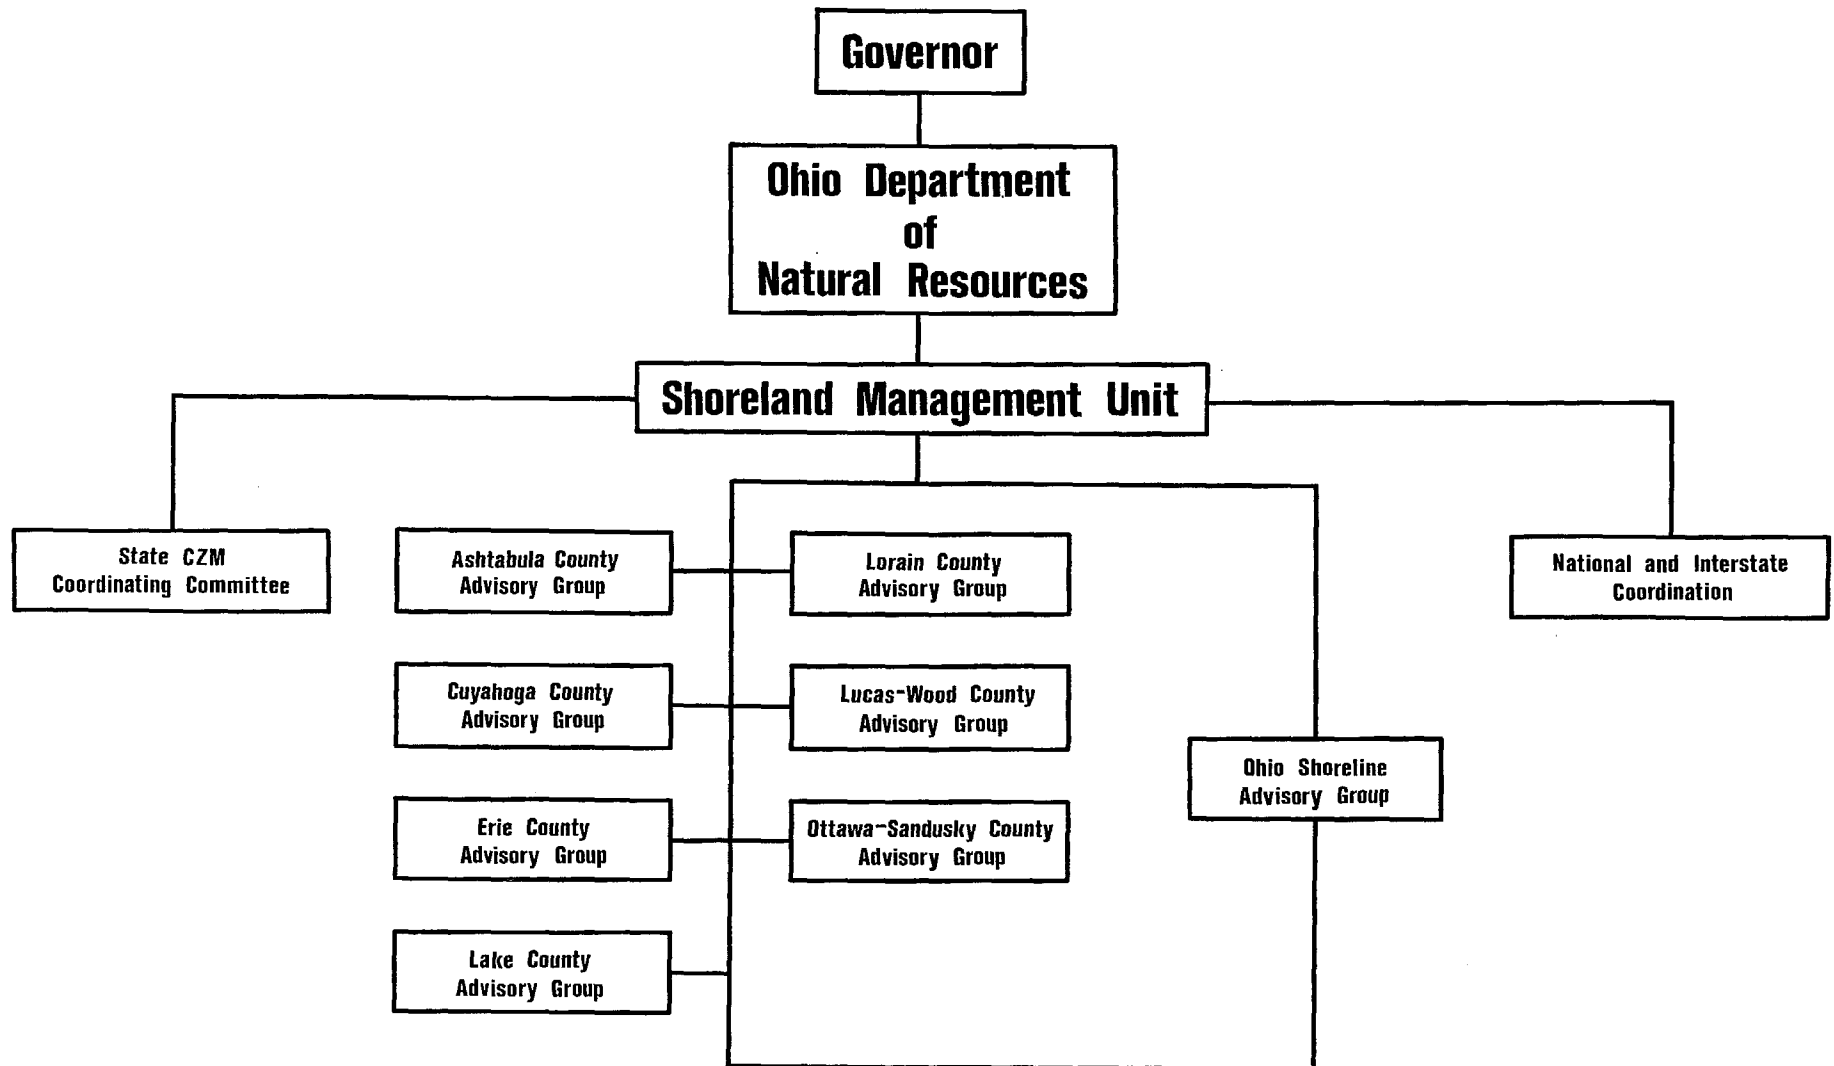 Governor
Ohio Department
of
Natural Resources
Shoreland Management Unit
State CZM
Coordinating Committee
Ashtabula County
Advisory Group
Lorain County
Advisory Group
National and Interstate
Coordination
Cuyahoga County
Advisory Group
Lucas-Wood County
Advisory Group
Ohio Shoreline
Advisory Group
Erie County
Advisory Group
Ottawa-Sandusky County
Advisory Group
Lake County
Advisory Group